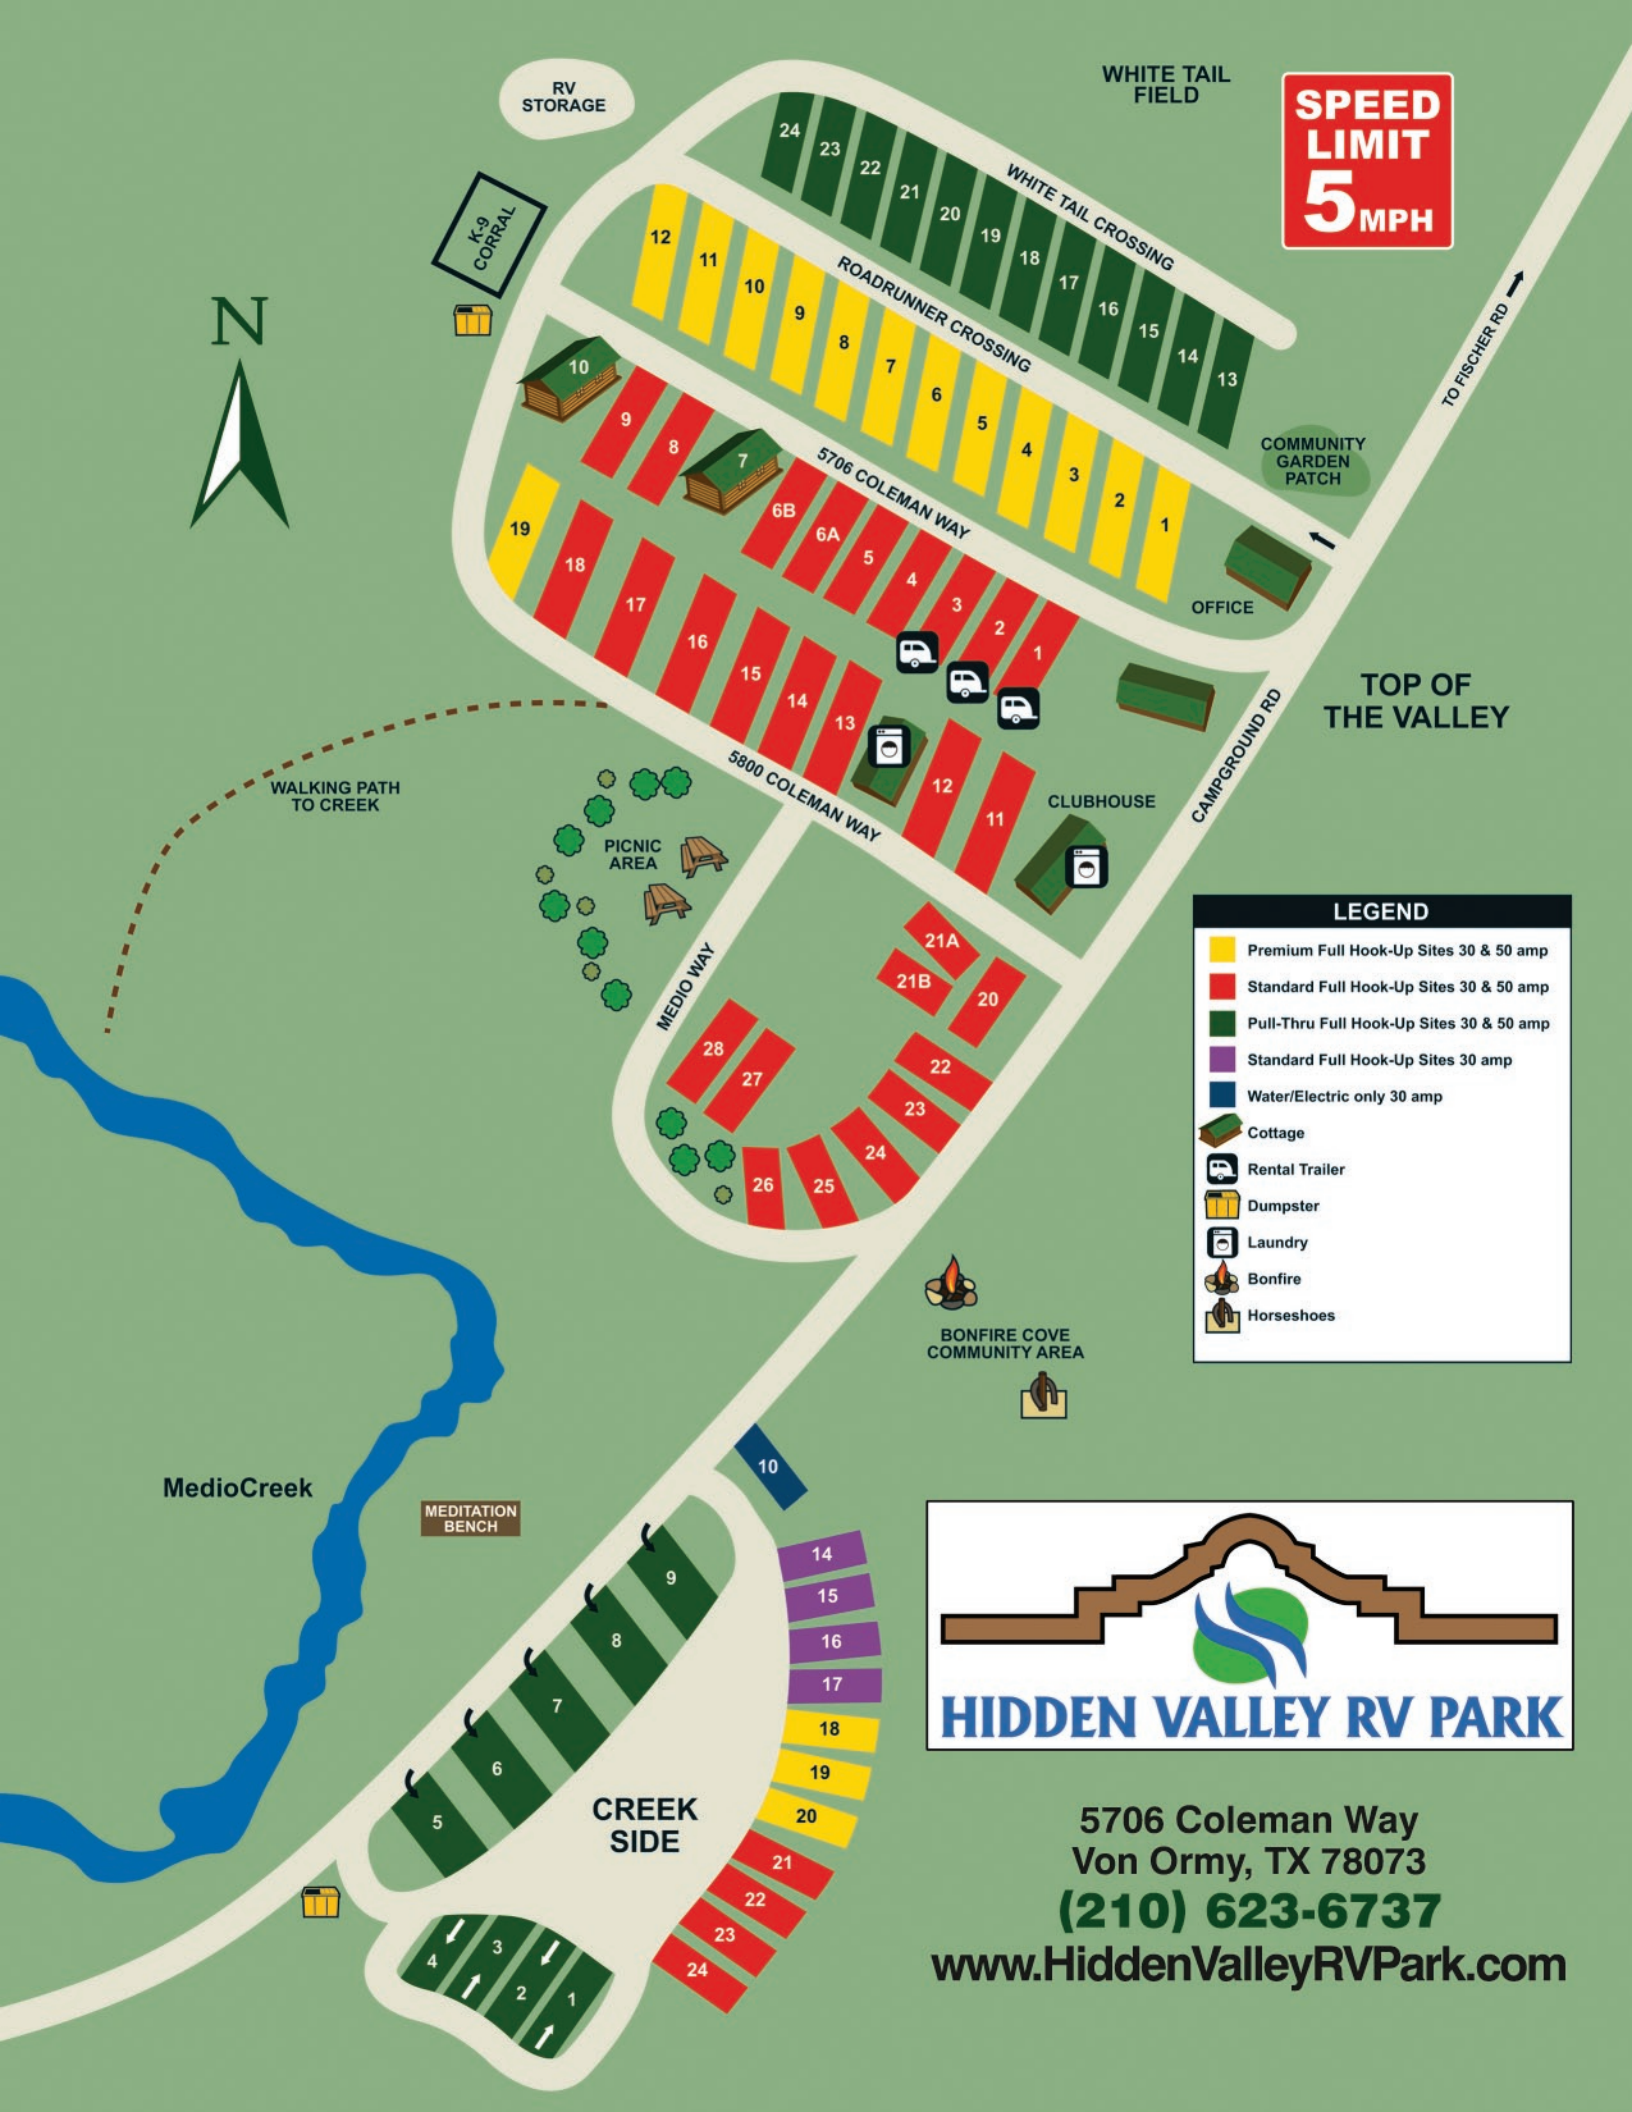 RV
STORAGE
WHITE TAIL
FIELD
SPEED
LIMIT
5 MPH
24
23
22
21
20
19
18
17
16
15
14
13
WHITE TAIL CROSSING
K-9
CORRAL
12
11
10
9
8
7
6
5
4
3
2
1
ROADRUNNER CROSSING
TO FISCHER RD
N
COMMUNITY
GARDEN
PATCH
10
9
8
7
6B
6A
5
4
3
2
1
5706 COLEMAN WAY
OFFICE
19
18
17
16
15
14
13
12
11
5800 COLEMAN WAY
TOP OF
THE VALLEY
CAMPGROUND RD
CLUBHOUSE
WALKING PATH
TO CREEK
PICNIC
AREA
MEDIO WAY
21A
21B
20
22
23
24
25
26
27
28
LEGEND
Premium Full Hook-Up Sites 30 & 50 amp
Standard Full Hook-Up Sites 30 & 50 amp
Pull-Thru Full Hook-Up Sites 30 & 50 amp
Standard Full Hook-Up Sites 30 amp
Water/Electric only 30 amp
Cottage
Rental Trailer
Dumpster
Laundry
Bonfire
Horseshoes
BONFIRE COVE
COMMUNITY AREA
MedioCreek
MEDITATION
BENCH
10
14
15
16
17
18
19
20
21
22
23
24
9
8
7
6
5
CREEK
SIDE
4
3
2
1
HIDDEN VALLEY RV PARK
5706 Coleman Way
Von Ormy, TX 78073
(210) 623-6737
www.HiddenValleyRVPark.com